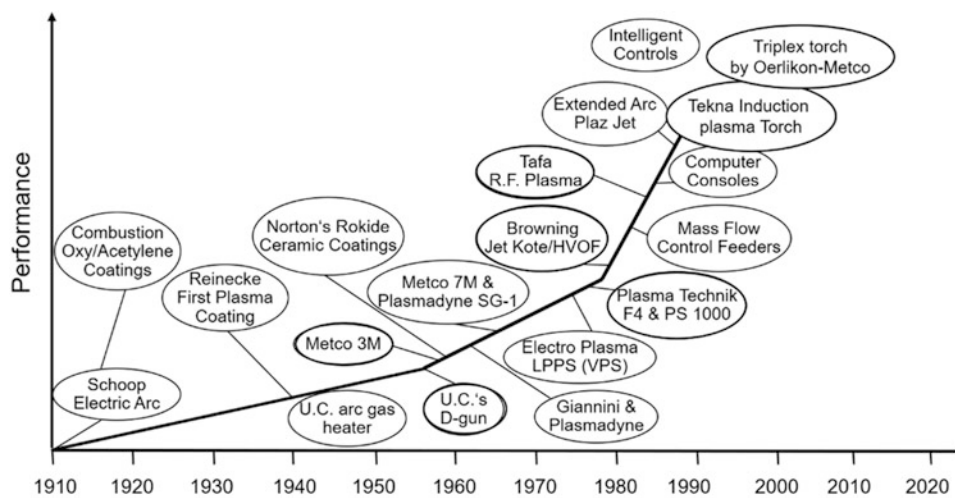 Performance
Intelligent
Controls
Triplex torch
by Oerlikon-Metco
Extended Arc
Plaz Jet
Tekna Induction
plasma Torch
Tafa
R.F. Plasma
Computer
Consoles
Combustion
Oxy/Acetylene
Coatings
Norton's Rokide
Ceramic Coatings
Browning
Jet Kote/HVOF
Mass Flow
Control Feeders
Reinecke
First Plasma
Coating
Metco 7M &
Plasmadyne SG-1
Plasma Technik
F4 & PS 1000
Metco 3M
Electro Plasma
LPPS (VPS)
Schoop
Electric Arc
U.C. arc gas
heater
U.C.'s
D-gun
Giannini &
Plasmadyne
1910 1920 1930 1940 1950 1960 1970 1980 1990 2000 2010 2020